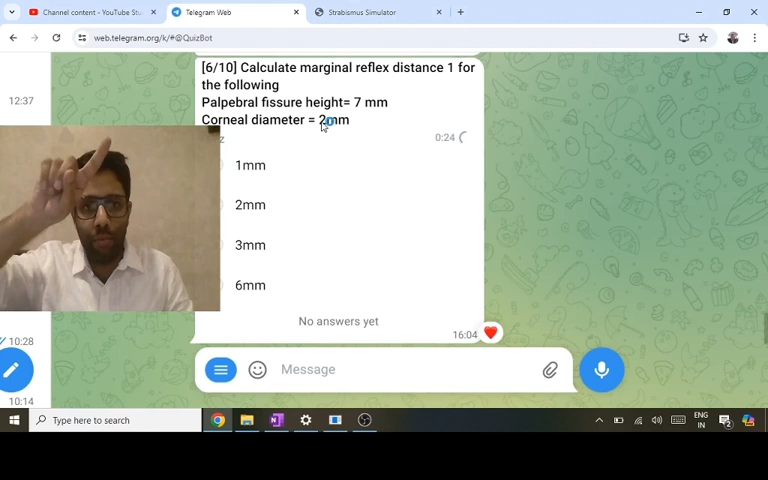 Channel content - YouTube Stu
Telegram Web
Strabismus Simulator
web.telegram.org/k/#@QuizBot
12:37
[6/10] Calculate marginal reflex distance 1 for
the following
Palpebral fissure height= 7 mm
Corneal diameter = 2mm
z
0:24
1mm
2mm
3mm
6mm
No answers yet
16:04
10:28
Message
10:14
Type here to search
ENG
IN
2